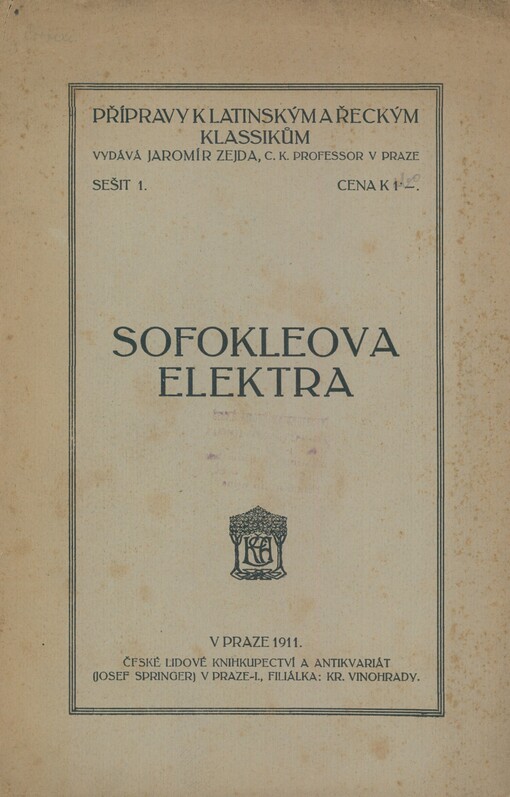 PŘÍPRAVY K LATINSKÝM A ŘECKÝM
KLASSIKŮM
VYDÁVÁ JAROMÍR ZEJDA, C. K. PROFESSOR V PRAZE
SEŠIT 1.
CENA K 1·—.
SOFOKLEOVA
ELEKTRA
V PRAZE 1911.
ČESKÉ LIDOVÉ KNIHKUPECTVÍ A ANTIKVARIÁT
(JOSEF SPRINGER) V PRAZE-I., FILIÁLKA: KR. VINOHRADY.